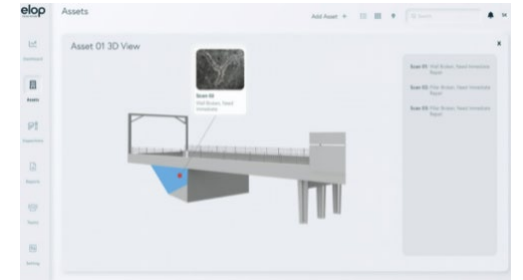 elop
Assets
Add Asset +
Search
Asset 01 3D View
x
Dashboard
Assets
Inspections
Reports
Setting
Scan 02
Wall Broken, Need
Immediate
Scan 01: Wall Broken, Need Immediate
Repair
Scan 02: Pillar Broken, Need Immediate
Repair
Scan 03: Pillar Broken, Need Immediate
Repair